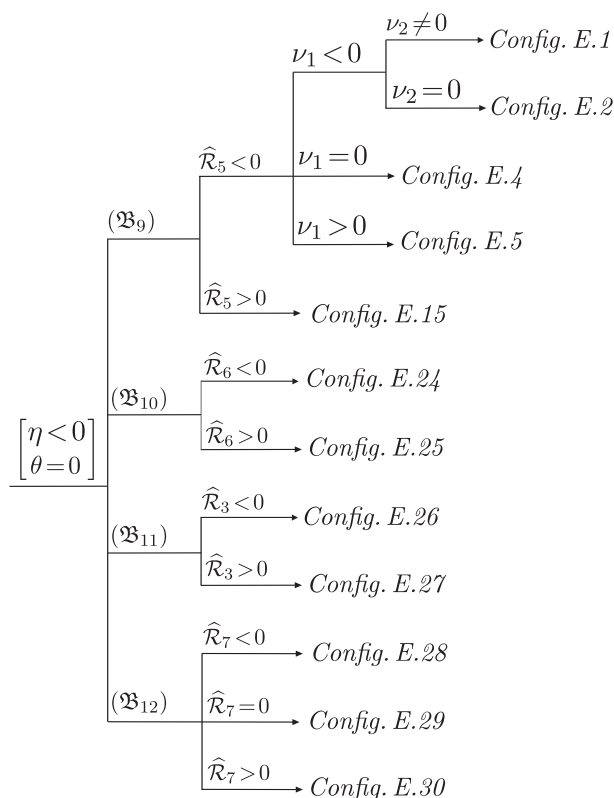 ν₂≠0 Config. E.1
ν₁<0
ν₂=0 Config. E.2
R̂₅<0 ν₁=0 Config. E.4
(𝔅₉) ν₁>0 Config. E.5
R̂₅>0 Config. E.15
R̂₆<0 Config. E.24
(𝔅₁₀)
[η<0
θ=0]
R̂₆>0 Config. E.25
R̂₃<0 Config. E.26
(𝔅₁₁)
R̂₃>0 Config. E.27
R̂₇<0 Config. E.28
(𝔅₁₂) R̂₇=0 Config. E.29
R̂₇>0 Config. E.30